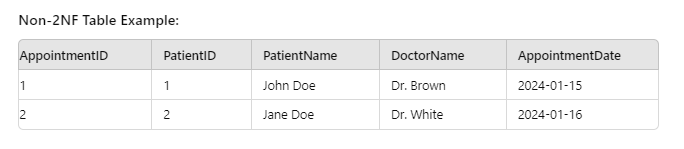 Non-2NF Table Example:
AppointmentID PatientID PatientName DoctorName AppointmentDate
1 1 John Doe Dr. Brown 2024-01-15
2 2 Jane Doe Dr. White 2024-01-16